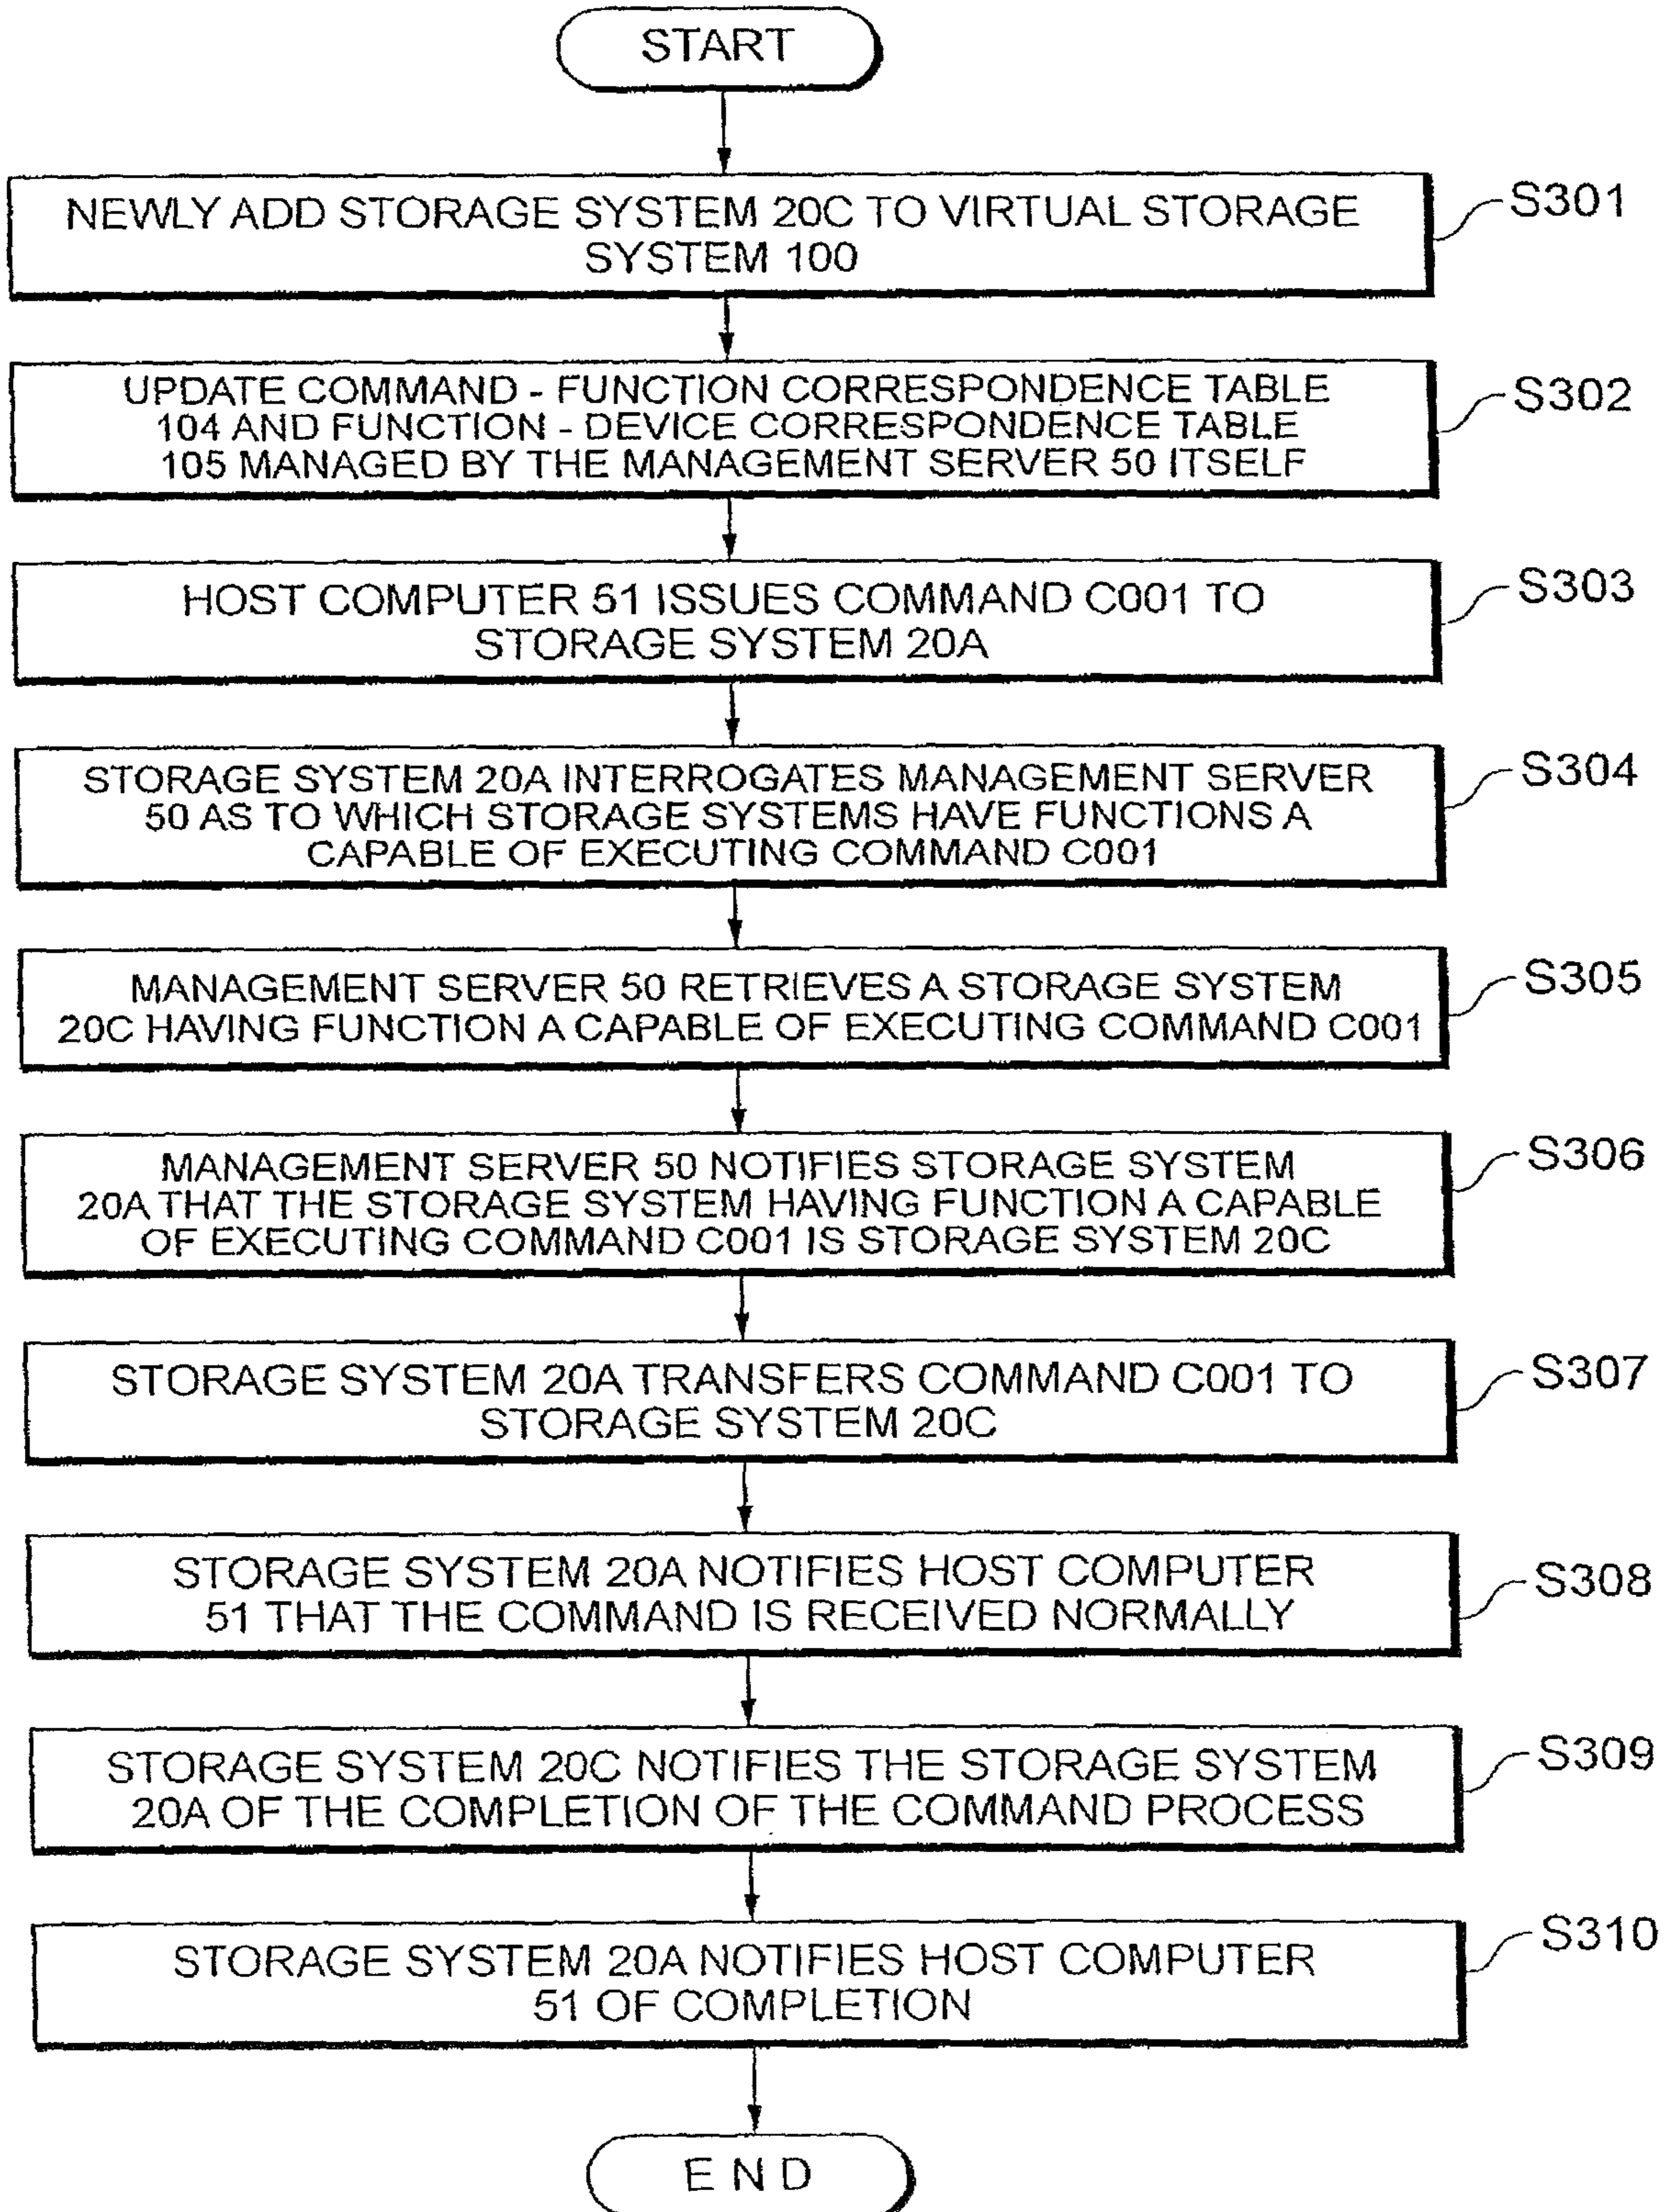 START
NEWLY ADD STORAGE SYSTEM 20C TO VIRTUAL STORAGE
SYSTEM 100
S301
UPDATE COMMAND - FUNCTION CORRESPONDENCE TABLE
104 AND FUNCTION - DEVICE CORRESPONDENCE TABLE
105 MANAGED BY THE MANAGEMENT SERVER 50 ITSELF
S302
HOST COMPUTER 51 ISSUES COMMAND C001 TO
STORAGE SYSTEM 20A
S303
STORAGE SYSTEM 20A INTERROGATES MANAGEMENT SERVER
50 AS TO WHICH STORAGE SYSTEMS HAVE FUNCTIONS A
CAPABLE OF EXECUTING COMMAND C001
S304
MANAGEMENT SERVER 50 RETRIEVES A STORAGE SYSTEM
20C HAVING FUNCTION A CAPABLE OF EXECUTING COMMAND C001
S305
MANAGEMENT SERVER 50 NOTIFIES STORAGE SYSTEM
20A THAT THE STORAGE SYSTEM HAVING FUNCTION A CAPABLE
OF EXECUTING COMMAND C001 IS STORAGE SYSTEM 20C
S306
STORAGE SYSTEM 20A TRANSFERS COMMAND C001 TO
STORAGE SYSTEM 20C
S307
STORAGE SYSTEM 20A NOTIFIES HOST COMPUTER
51 THAT THE COMMAND IS RECEIVED NORMALLY
S308
STORAGE SYSTEM 20C NOTIFIES THE STORAGE SYSTEM
20A OF THE COMPLETION OF THE COMMAND PROCESS
S309
STORAGE SYSTEM 20A NOTIFIES HOST COMPUTER
51 OF COMPLETION
S310
END